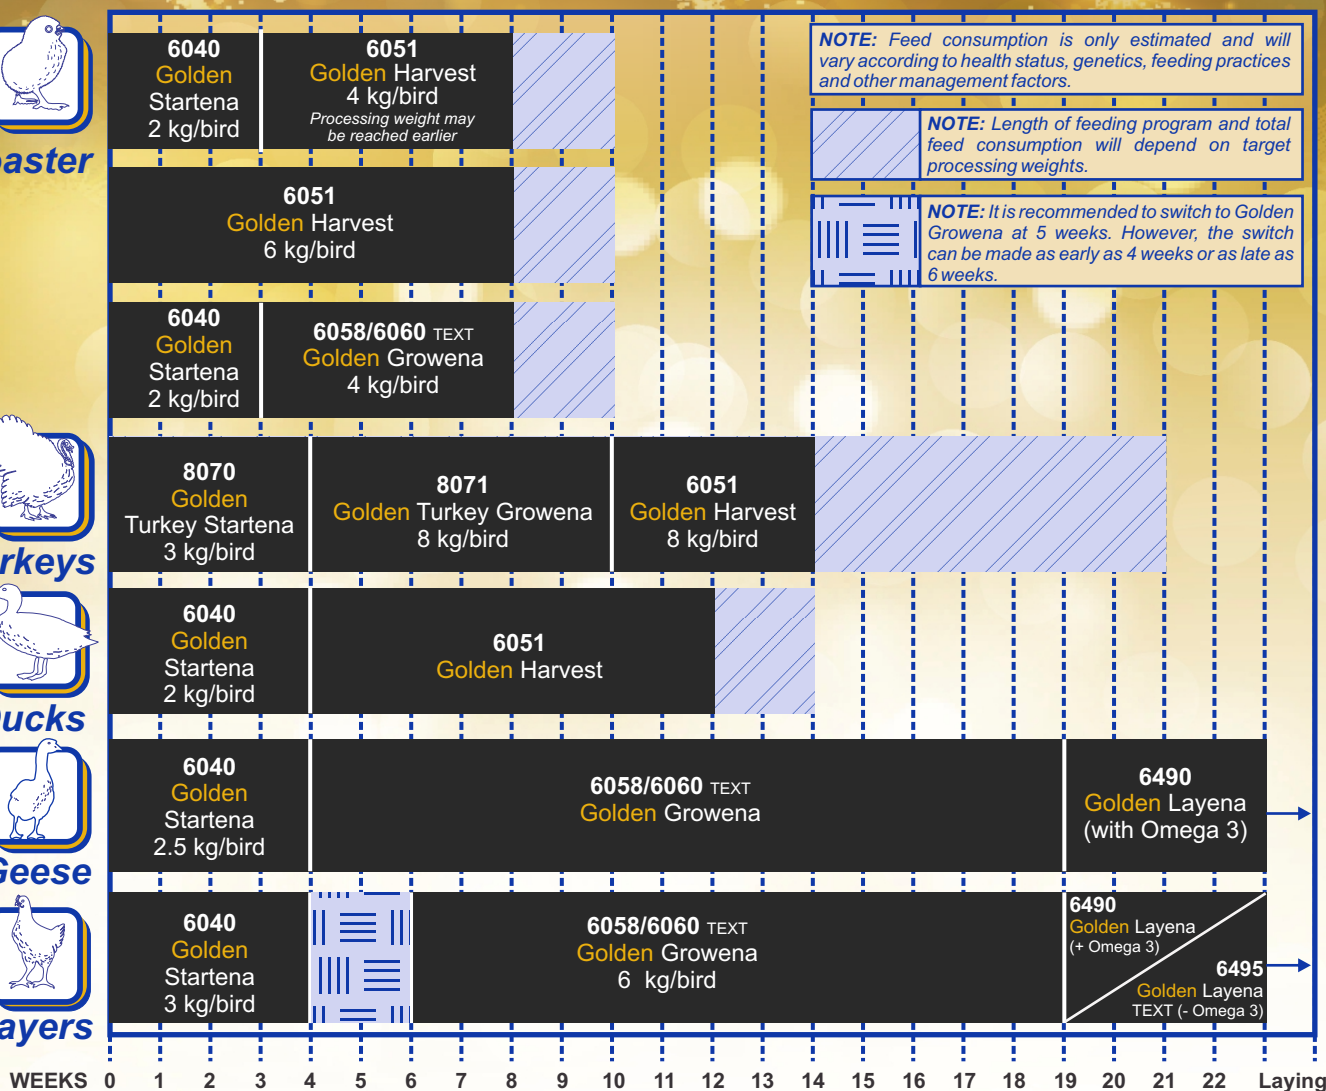 6040
Golden
Startena
2 kg/bird
6051
Golden Harvest
4 kg/bird
Processing weight may
be reached earlier
NOTE: Feed consumption is only estimated and will
vary according to health status, genetics, feeding practices
and other management factors.
NOTE: Length of feeding program and total
feed consumption will depend on target
processing weights.
NOTE: It is recommended to switch to Golden
Growena at 5 weeks. However, the switch
can be made as early as 4 weeks or as late as
6 weeks.
aster
6051
Golden Harvest
6 kg/bird
6040
Golden
Startena
2 kg/bird
6058/6060 TEXT
Golden Growena
4 kg/bird
rkeys
8070
Golden
Turkey Startena
3 kg/bird
8071
Golden Turkey Growena
8 kg/bird
6051
Golden Harvest
8 kg/bird
ucks
6040
Golden
Startena
2 kg/bird
6051
Golden Harvest
Geese
6040
Golden
Startena
2.5 kg/bird
6058/6060 TEXT
Golden Growena
6490
Golden Layena
(with Omega 3)
ayers
6040
Golden
Startena
3 kg/bird
6058/6060 TEXT
Golden Growena
6 kg/bird
6490
Golden Layena
(+ Omega 3)
6495
Golden Layena
TEXT (- Omega 3)
WEEKS 0 1 2 3 4 5 6 7 8 9 10 11 12 13 14 15 16 17 18 19 20 21 22 Laying